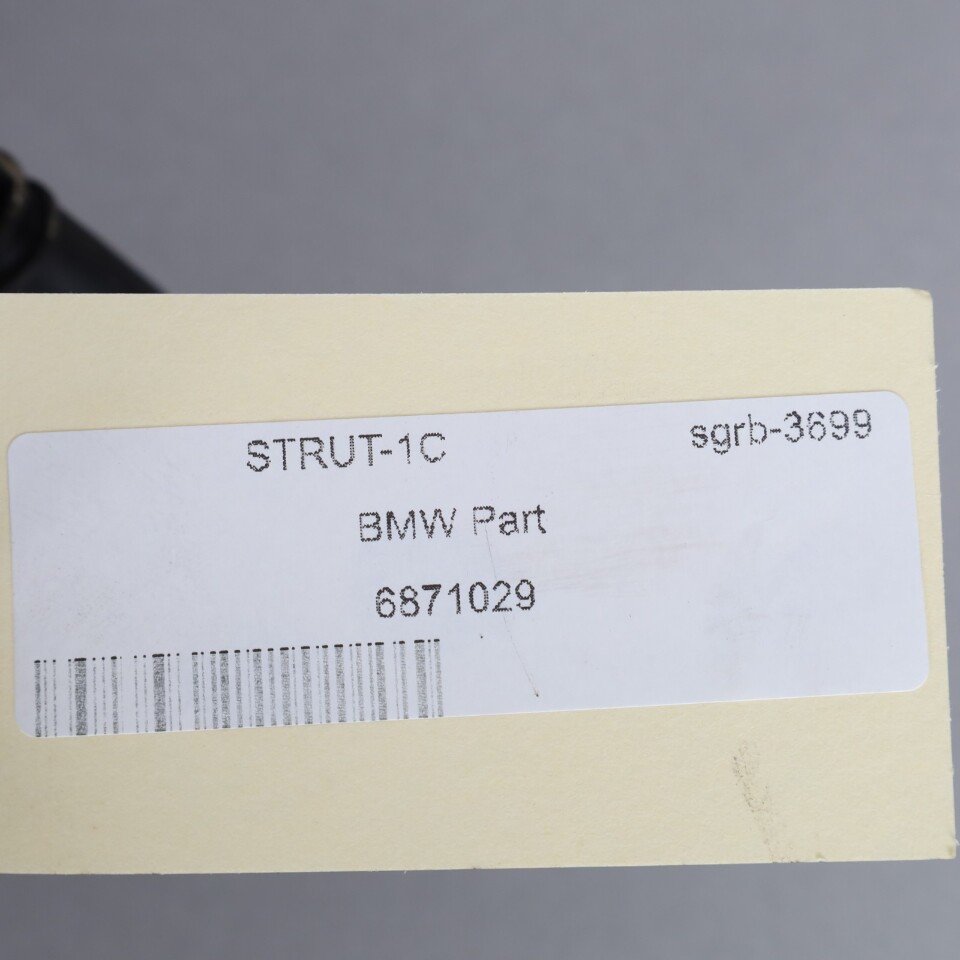 STRUT-1C sgrb-3699
BMW Part
6871029